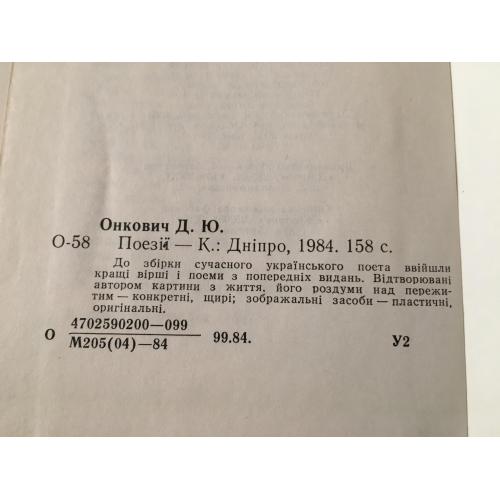 Онкович Д. Ю.
О-58 Поезії — К.: Дніпро, 1984. 158 с.
До збірки сучасного українського поета ввійшли
кращі вірші і поеми з попередніх видань. Відтворювані
автором картини з життя, його роздуми над пережи-
тим — конкретні, щирі; зображальні засоби — пластичні,
оригінальні.
О 4702590200—099
М205(04)—84 99.84. У2